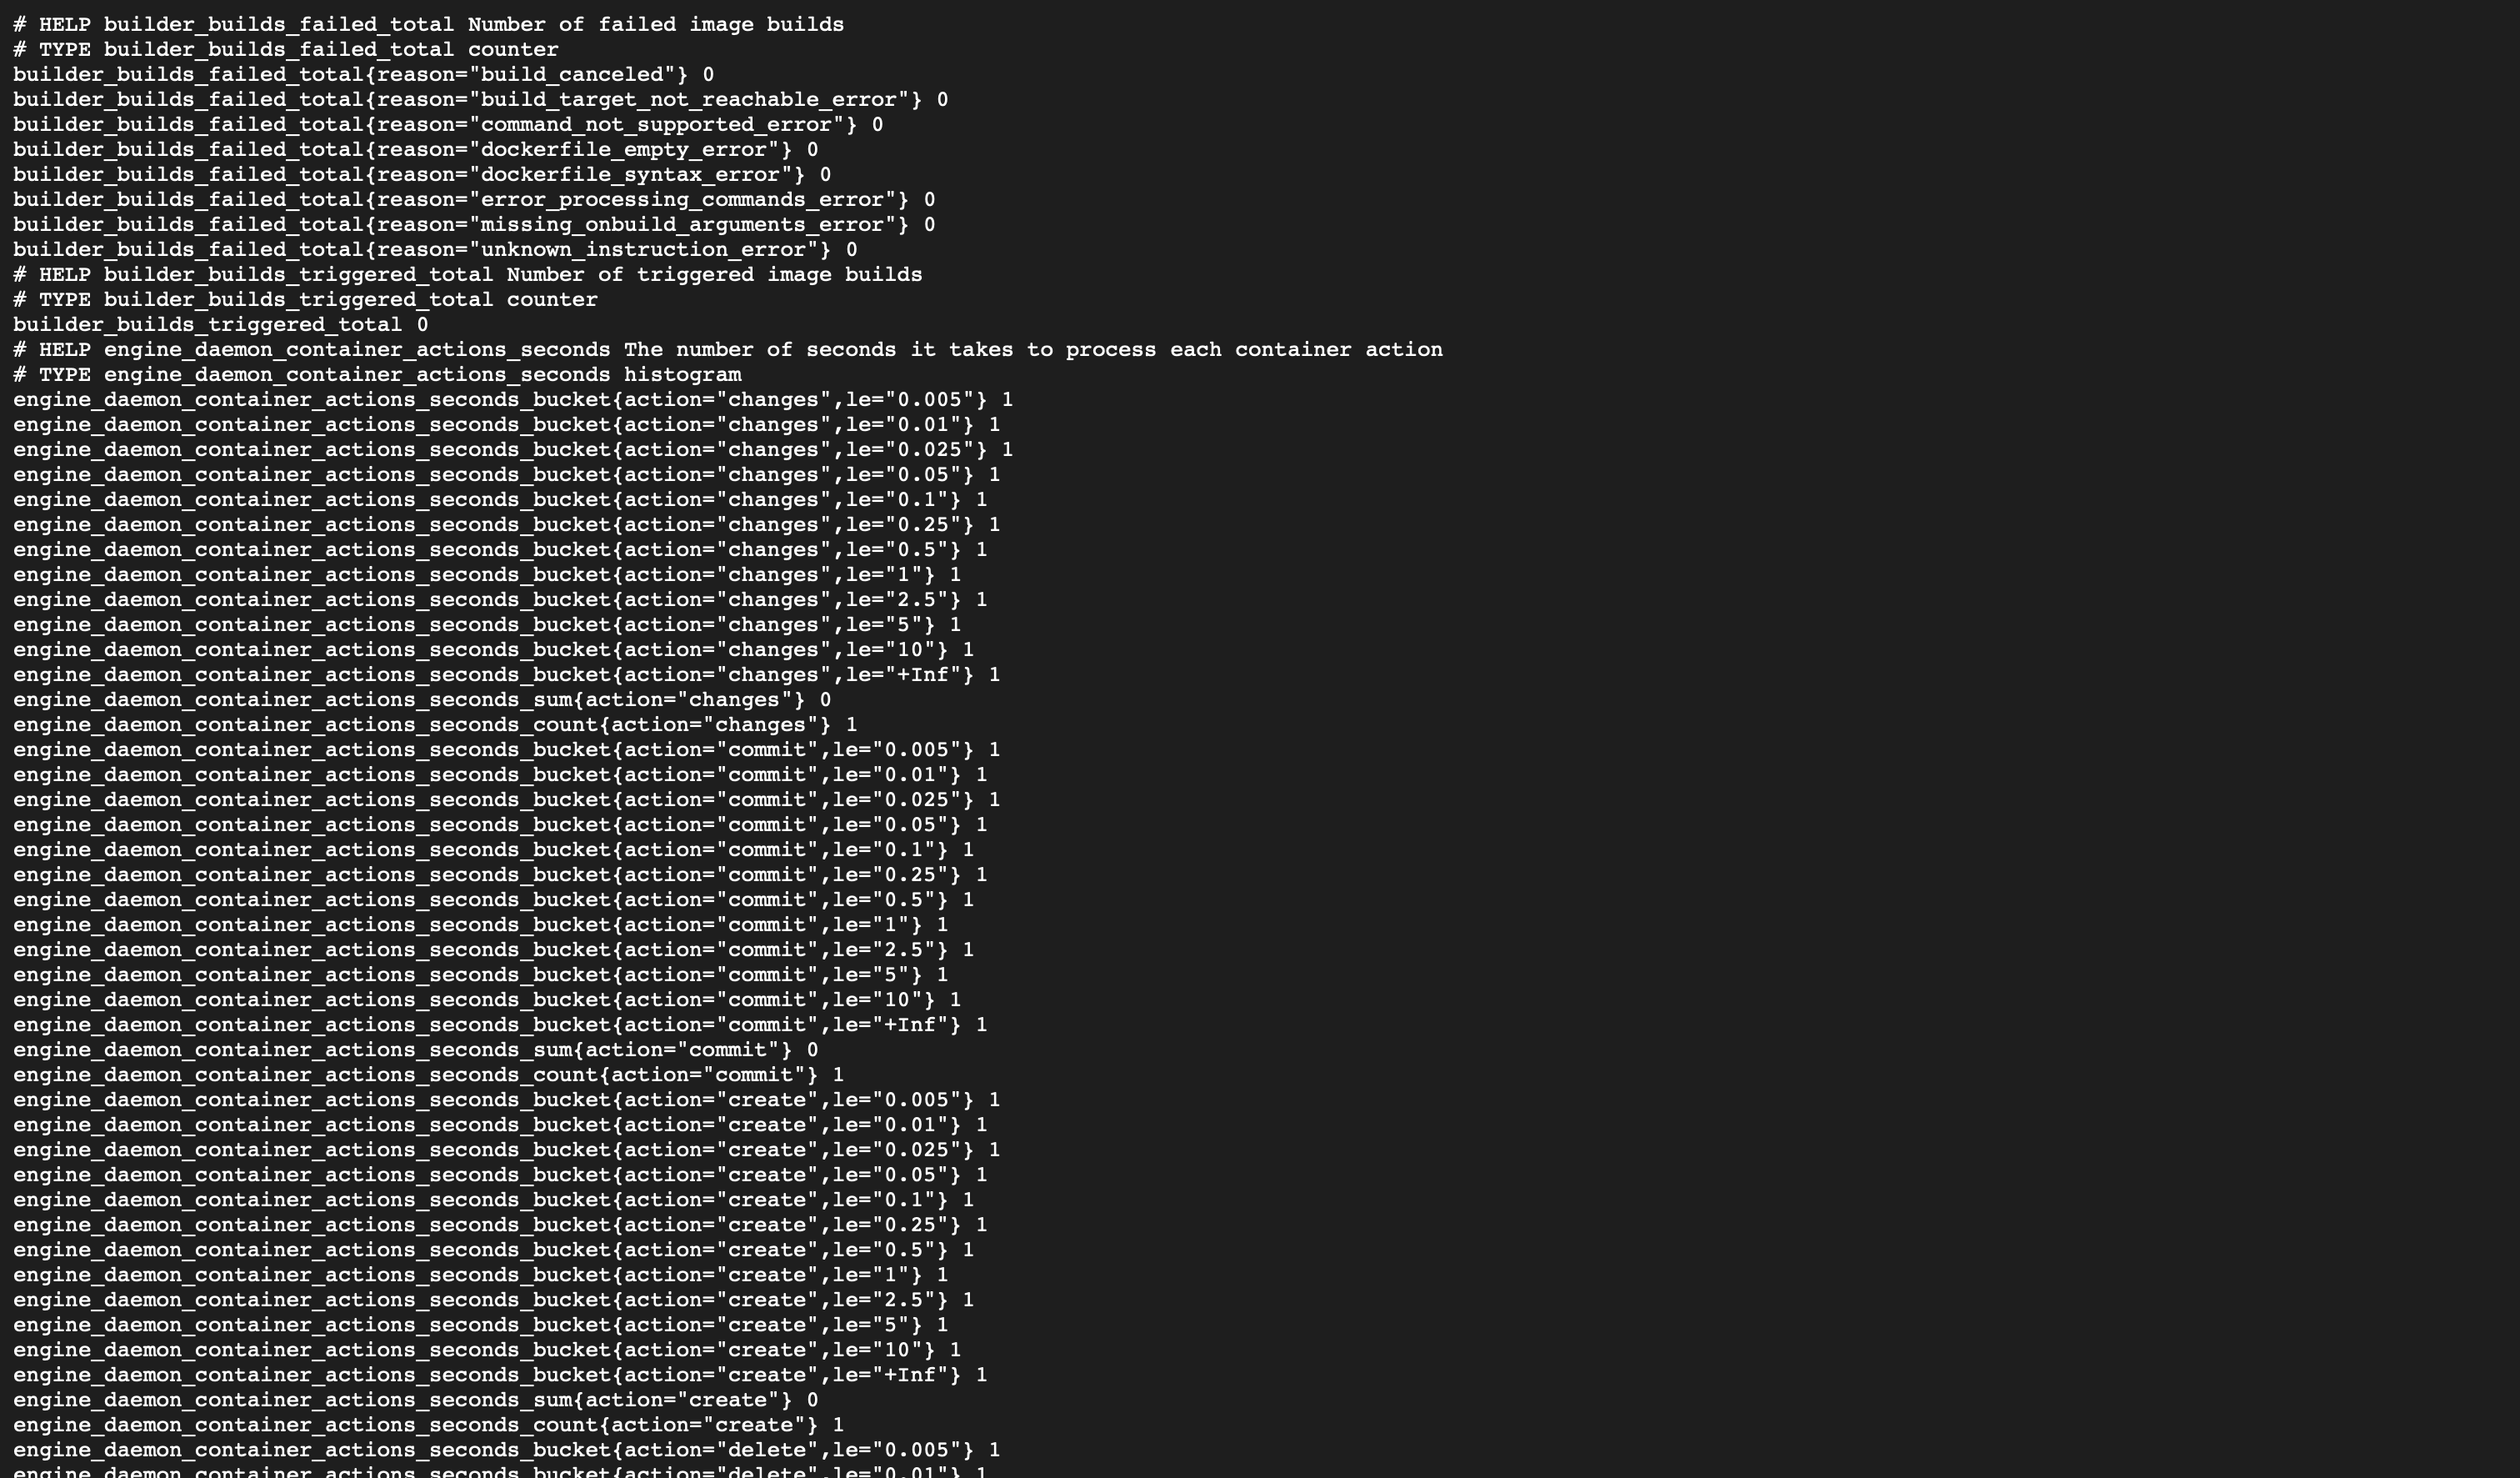 # HELP builder_builds_failed_total Number of failed image builds
# TYPE builder_builds_failed_total counter
builder_builds_failed_total{reason="build_canceled"} 0
builder_builds_failed_total{reason="build_target_not_reachable_error"} 0
builder_builds_failed_total{reason="command_not_supported_error"} 0
builder_builds_failed_total{reason="dockerfile_empty_error"} 0
builder_builds_failed_total{reason="dockerfile_syntax_error"} 0
builder_builds_failed_total{reason="error_processing_commands_error"} 0
builder_builds_failed_total{reason="missing_onbuild_arguments_error"} 0
builder_builds_failed_total{reason="unknown_instruction_error"} 0
# HELP builder_builds_triggered_total Number of triggered image builds
# TYPE builder_builds_triggered_total counter
builder_builds_triggered_total 0
# HELP engine_daemon_container_actions_seconds The number of seconds it takes to process each container action
# TYPE engine_daemon_container_actions_seconds histogram
engine_daemon_container_actions_seconds_bucket{action="changes",le="0.005"} 1
engine_daemon_container_actions_seconds_bucket{action="changes",le="0.01"} 1
engine_daemon_container_actions_seconds_bucket{action="changes",le="0.025"} 1
engine_daemon_container_actions_seconds_bucket{action="changes",le="0.05"} 1
engine_daemon_container_actions_seconds_bucket{action="changes",le="0.1"} 1
engine_daemon_container_actions_seconds_bucket{action="changes",le="0.25"} 1
engine_daemon_container_actions_seconds_bucket{action="changes",le="0.5"} 1
engine_daemon_container_actions_seconds_bucket{action="changes",le="1"} 1
engine_daemon_container_actions_seconds_bucket{action="changes",le="2.5"} 1
engine_daemon_container_actions_seconds_bucket{action="changes",le="5"} 1
engine_daemon_container_actions_seconds_bucket{action="changes",le="10"} 1
engine_daemon_container_actions_seconds_bucket{action="changes",le="+Inf"} 1
engine_daemon_container_actions_seconds_sum{action="changes"} 0
engine_daemon_container_actions_seconds_count{action="changes"} 1
engine_daemon_container_actions_seconds_bucket{action="commit",le="0.005"} 1
engine_daemon_container_actions_seconds_bucket{action="commit",le="0.01"} 1
engine_daemon_container_actions_seconds_bucket{action="commit",le="0.025"} 1
engine_daemon_container_actions_seconds_bucket{action="commit",le="0.05"} 1
engine_daemon_container_actions_seconds_bucket{action="commit",le="0.1"} 1
engine_daemon_container_actions_seconds_bucket{action="commit",le="0.25"} 1
engine_daemon_container_actions_seconds_bucket{action="commit",le="0.5"} 1
engine_daemon_container_actions_seconds_bucket{action="commit",le="1"} 1
engine_daemon_container_actions_seconds_bucket{action="commit",le="2.5"} 1
engine_daemon_container_actions_seconds_bucket{action="commit",le="5"} 1
engine_daemon_container_actions_seconds_bucket{action="commit",le="10"} 1
engine_daemon_container_actions_seconds_bucket{action="commit",le="+Inf"} 1
engine_daemon_container_actions_seconds_sum{action="commit"} 0
engine_daemon_container_actions_seconds_count{action="commit"} 1
engine_daemon_container_actions_seconds_bucket{action="create",le="0.005"} 1
engine_daemon_container_actions_seconds_bucket{action="create",le="0.01"} 1
engine_daemon_container_actions_seconds_bucket{action="create",le="0.025"} 1
engine_daemon_container_actions_seconds_bucket{action="create",le="0.05"} 1
engine_daemon_container_actions_seconds_bucket{action="create",le="0.1"} 1
engine_daemon_container_actions_seconds_bucket{action="create",le="0.25"} 1
engine_daemon_container_actions_seconds_bucket{action="create",le="0.5"} 1
engine_daemon_container_actions_seconds_bucket{action="create",le="1"} 1
engine_daemon_container_actions_seconds_bucket{action="create",le="2.5"} 1
engine_daemon_container_actions_seconds_bucket{action="create",le="5"} 1
engine_daemon_container_actions_seconds_bucket{action="create",le="10"} 1
engine_daemon_container_actions_seconds_bucket{action="create",le="+Inf"} 1
engine_daemon_container_actions_seconds_sum{action="create"} 0
engine_daemon_container_actions_seconds_count{action="create"} 1
engine_daemon_container_actions_seconds_bucket{action="delete",le="0.005"} 1
engine_daemon_container_actions_seconds_bucket{action="delete",le="0.01"} 1